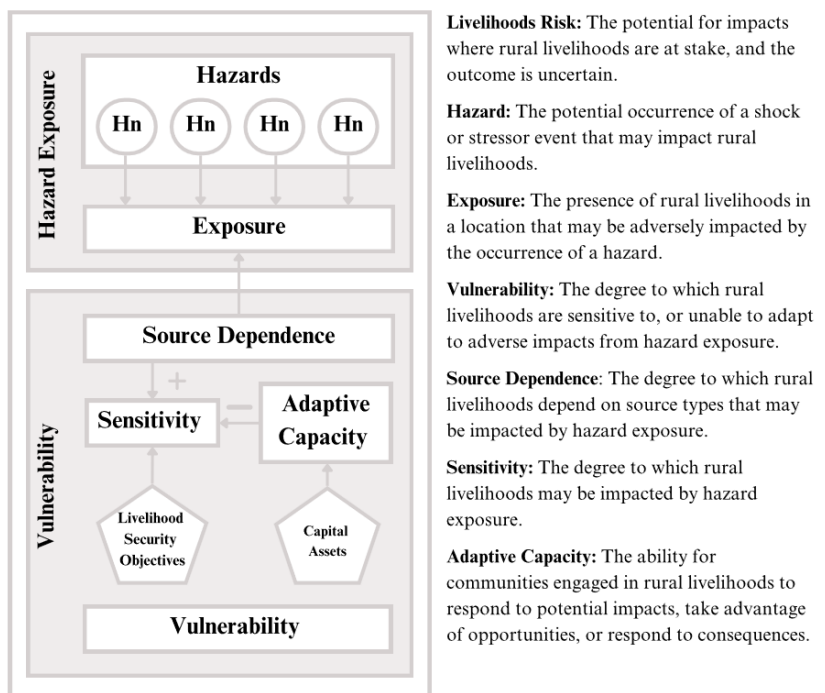 Hazard Exposure
Hazards
Hn Hn Hn Hn
Exposure
Vulnerability
Source Dependence
+
Sensitivity
−
Adaptive
Capacity
Livelihood
Security
Objectives
Capital
Assets
Vulnerability
Livelihoods Risk: The potential for impacts
where rural livelihoods are at stake, and the
outcome is uncertain.
Hazard: The potential occurrence of a shock
or stressor event that may impact rural
livelihoods.
Exposure: The presence of rural livelihoods in
a location that may be adversely impacted by
the occurrence of a hazard.
Vulnerability: The degree to which rural
livelihoods are sensitive to, or unable to adapt
to adverse impacts from hazard exposure.
Source Dependence: The degree to which rural
livelihoods depend on source types that may
be impacted by hazard exposure.
Sensitivity: The degree to which rural
livelihoods may be impacted by hazard
exposure.
Adaptive Capacity: The ability for
communities engaged in rural livelihoods to
respond to potential impacts, take advantage
of opportunities, or respond to consequences.